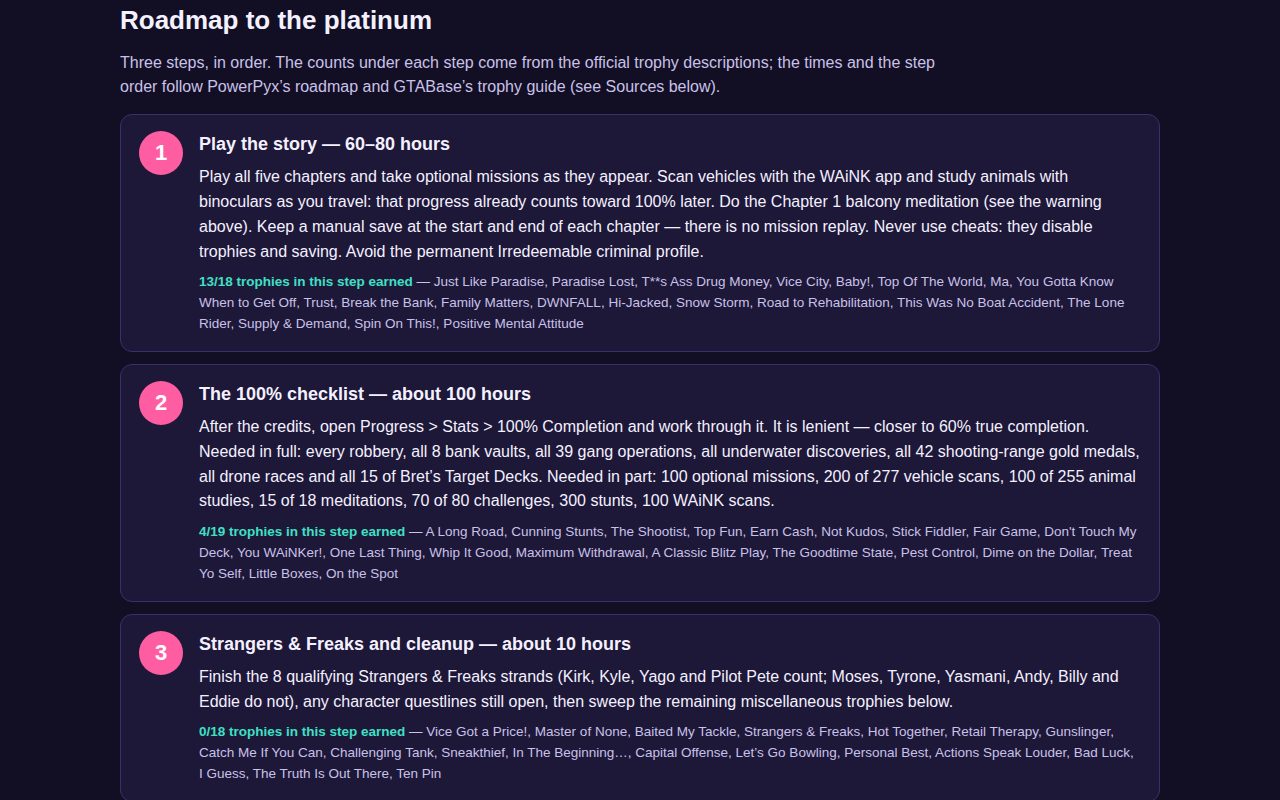 Roadmap to the platinum
Three steps, in order. The counts under each step come from the official trophy descriptions; the times and the step
order follow PowerPyx’s roadmap and GTABase’s trophy guide (see Sources below).
1
Play the story — 60–80 hours
Play all five chapters and take optional missions as they appear. Scan vehicles with the WAiNK app and study animals with
binoculars as you travel: that progress already counts toward 100% later. Do the Chapter 1 balcony meditation (see the warning
above). Keep a manual save at the start and end of each chapter — there is no mission replay. Never use cheats: they disable
trophies and saving. Avoid the permanent Irredeemable criminal profile.
13/18 trophies in this step earned — Just Like Paradise, Paradise Lost, T**s Ass Drug Money, Vice City, Baby!, Top Of The World, Ma, You Gotta Know
When to Get Off, Trust, Break the Bank, Family Matters, DWNFALL, Hi-Jacked, Snow Storm, Road to Rehabilitation, This Was No Boat Accident, The Lone
Rider, Supply & Demand, Spin On This!, Positive Mental Attitude
2
The 100% checklist — about 100 hours
After the credits, open Progress > Stats > 100% Completion and work through it. It is lenient — closer to 60% true completion.
Needed in full: every robbery, all 8 bank vaults, all 39 gang operations, all underwater discoveries, all 42 shooting-range gold medals,
all drone races and all 15 of Bret’s Target Decks. Needed in part: 100 optional missions, 200 of 277 vehicle scans, 100 of 255 animal
studies, 15 of 18 meditations, 70 of 80 challenges, 300 stunts, 100 WAiNK scans.
4/19 trophies in this step earned — A Long Road, Cunning Stunts, The Shootist, Top Fun, Earn Cash, Not Kudos, Stick Fiddler, Fair Game, Don't Touch My
Deck, You WAiNKer!, One Last Thing, Whip It Good, Maximum Withdrawal, A Classic Blitz Play, The Goodtime State, Pest Control, Dime on the Dollar, Treat
Yo Self, Little Boxes, On the Spot
3
Strangers & Freaks and cleanup — about 10 hours
Finish the 8 qualifying Strangers & Freaks strands (Kirk, Kyle, Yago and Pilot Pete count; Moses, Tyrone, Yasmani, Andy, Billy and
Eddie do not), any character questlines still open, then sweep the remaining miscellaneous trophies below.
0/18 trophies in this step earned — Vice Got a Price!, Master of None, Baited My Tackle, Strangers & Freaks, Hot Together, Retail Therapy, Gunslinger,
Catch Me If You Can, Challenging Tank, Sneakthief, In The Beginning…, Capital Offense, Let's Go Bowling, Personal Best, Actions Speak Louder, Bad Luck,
I Guess, The Truth Is Out There, Ten Pin